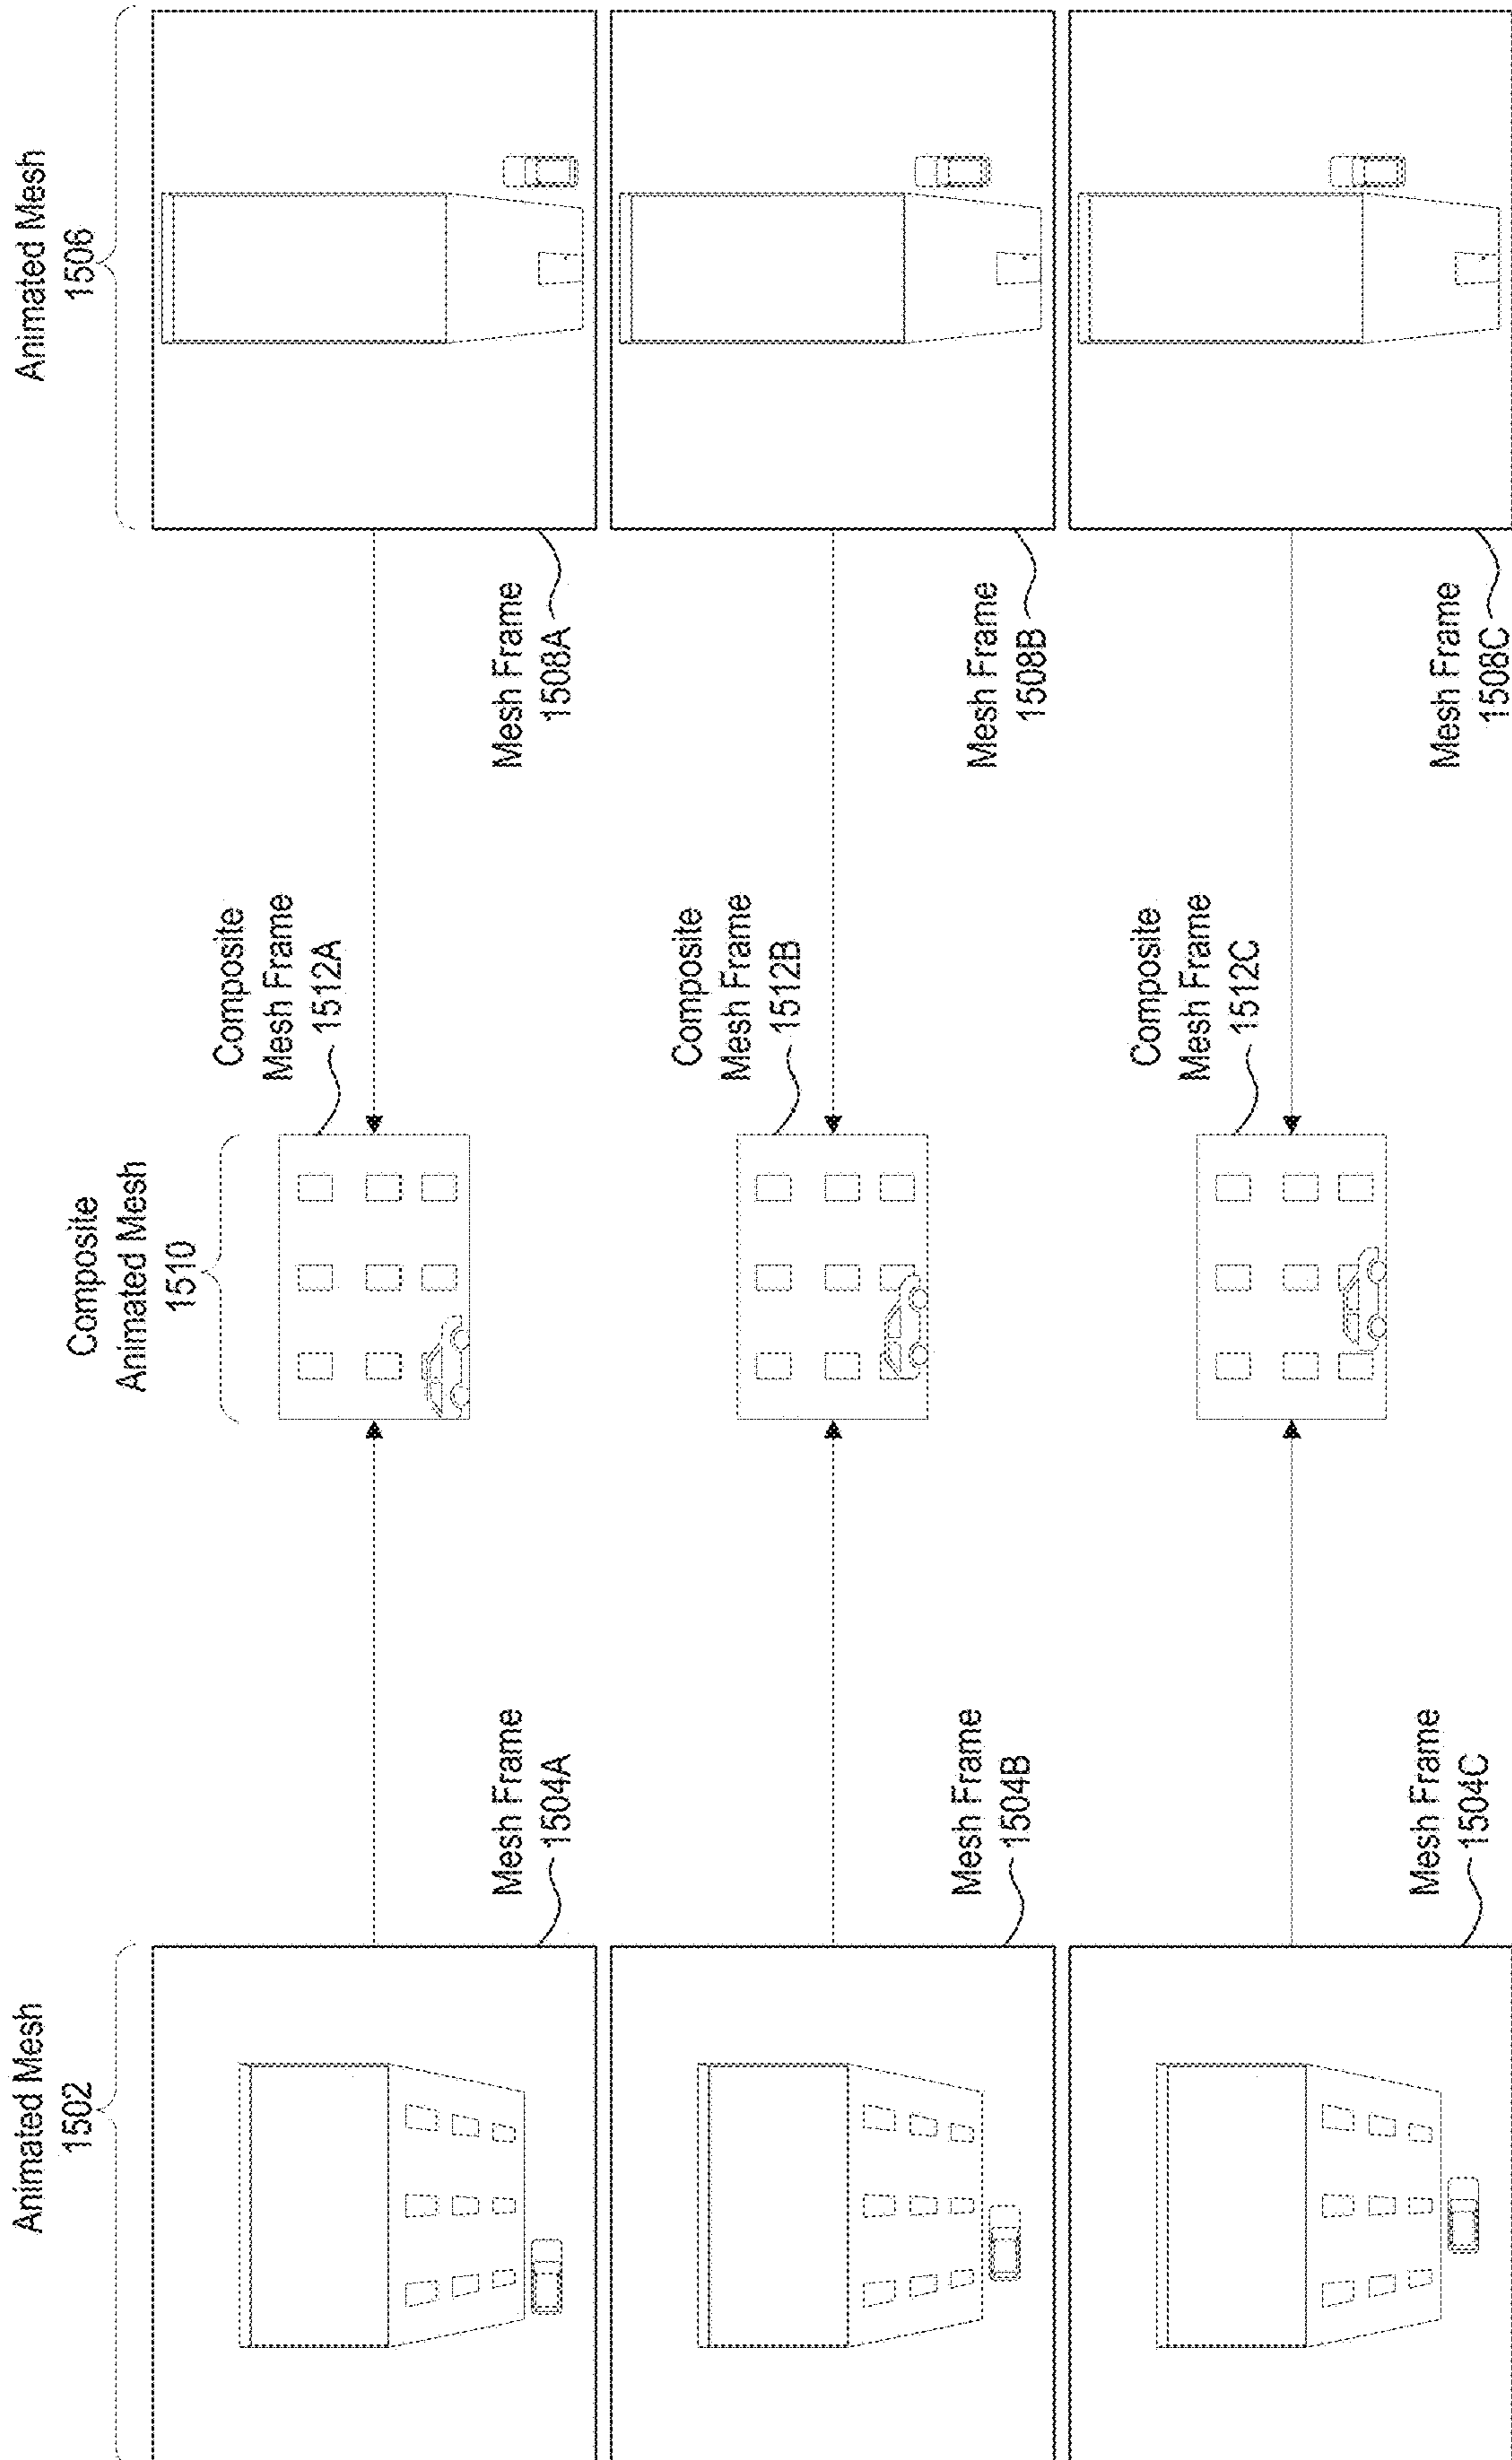 Animated Mesh
1502
Composite
Animated Mesh
1510
Animated Mesh
1506
Mesh Frame
1504A
Composite
Mesh Frame
1512A
Mesh Frame
1508A
Mesh Frame
1504B
Composite
Mesh Frame
1512B
Mesh Frame
1508B
Mesh Frame
1504C
Composite
Mesh Frame
1512C
Mesh Frame
1508C